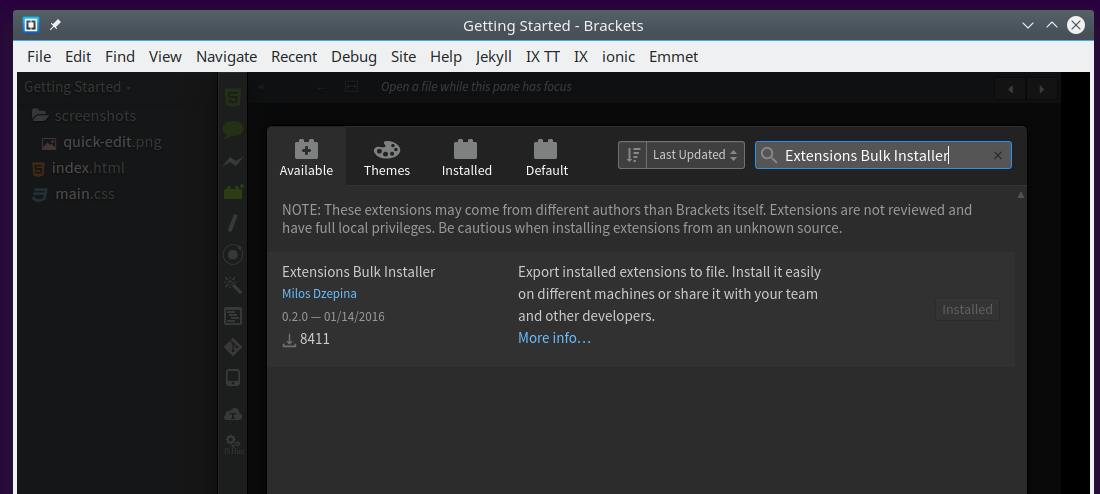 Getting Started - Brackets
File Edit Find View Navigate Recent Debug Site Help Jekyll IX TT IX ionic Emmet
Getting Started
screenshots
quick-edit.png
index.html
main.css
Open a file while this pane has focus
Available
Themes
Installed
Default
Last Updated
Extensions Bulk Installer
NOTE: These extensions may come from different authors than Brackets itself. Extensions are not reviewed and
have full local privileges. Be cautious when installing extensions from an unknown source.
Extensions Bulk Installer
Milos Dzepina
0.2.0 — 01/14/2016
8411
Export installed extensions to file. Install it easily
on different machines or share it with your team
and other developers.
More info…
Installed